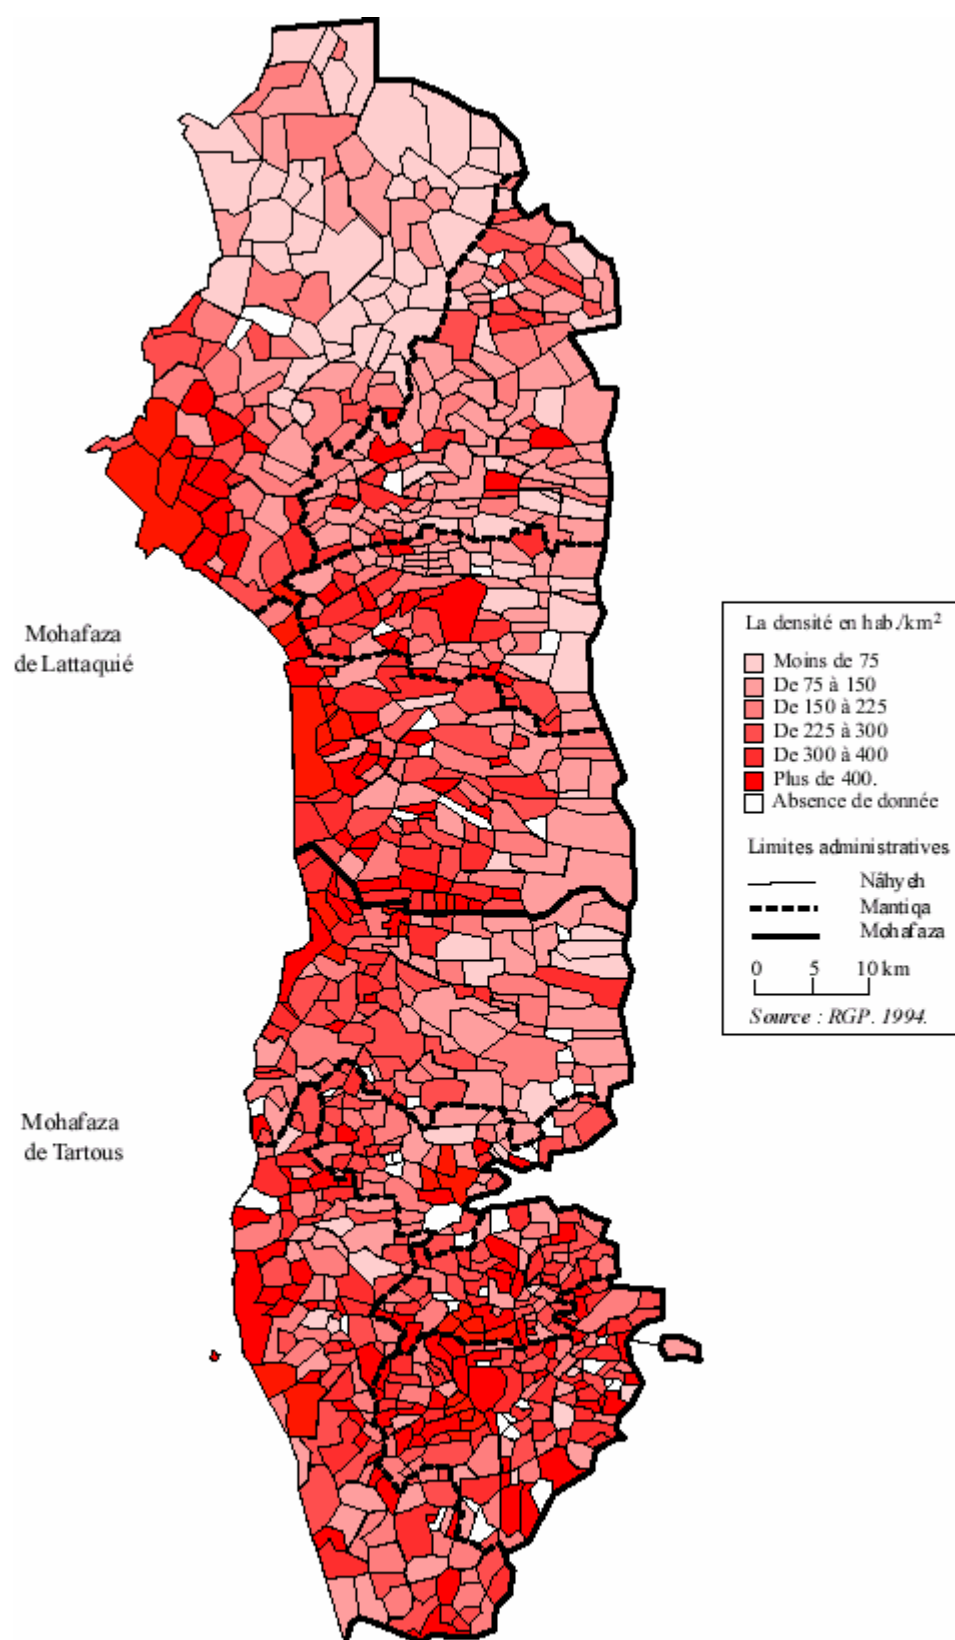 Mohafaza
de Lattaquié
Mohafaza
de Tartous
La densité en hab./km²
Moins de 75
De 75 à 150
De 150 à 225
De 225 à 300
De 300 à 400
Plus de 400.
Absence de donnée
Limites administratives
Nâhyeh
Mantiqa
Mohafaza
0 5 10 km
Source : RGP. 1994.